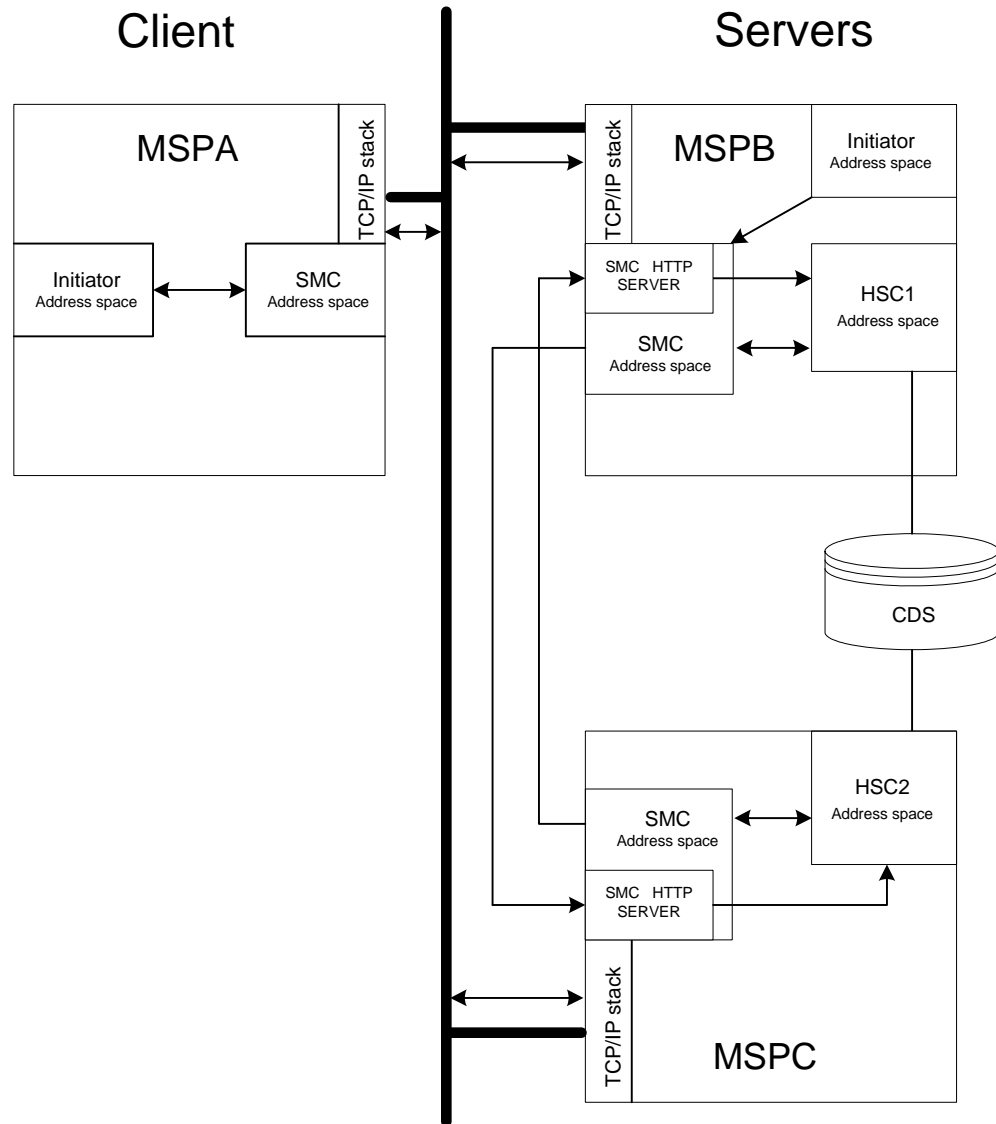 Client
Servers
MSPA
TCP/IP stack
Initiator
Address space
SMC
Address space
TCP/IP stack
MSPB
Initiator
Address space
SMC HTTP
SERVER
SMC
Address space
HSC1
Address space
CDS
HSC2
Address space
SMC
Address space
SMC HTTP
SERVER
TCP/IP stack
MSPC